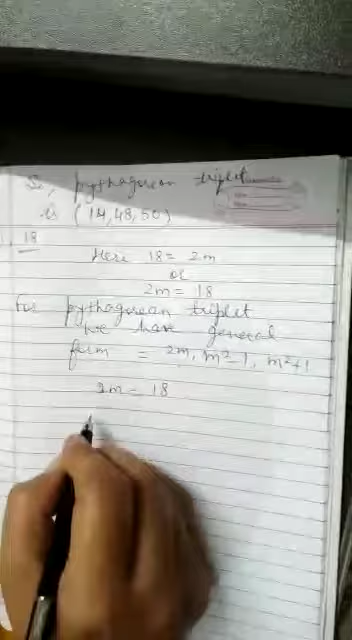 So, pythagorean triplet
is (14, 48, 50)
18
Here 18 = 2m
or
2m = 18
For pythagorean triplet
we have general
form = 2m, m²-1, m²+1
2m = 18